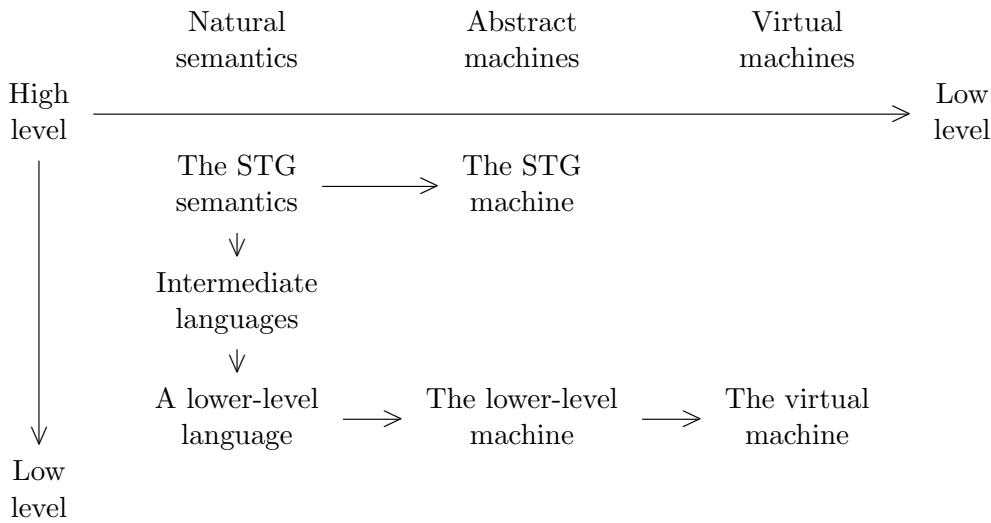 Natural
semantics
Abstract
machines
Virtual
machines
High
level
Low
level
The STG
semantics
The STG
machine
Intermediate
languages
A lower-level
language
The lower-level
machine
The virtual
machine
Low
level